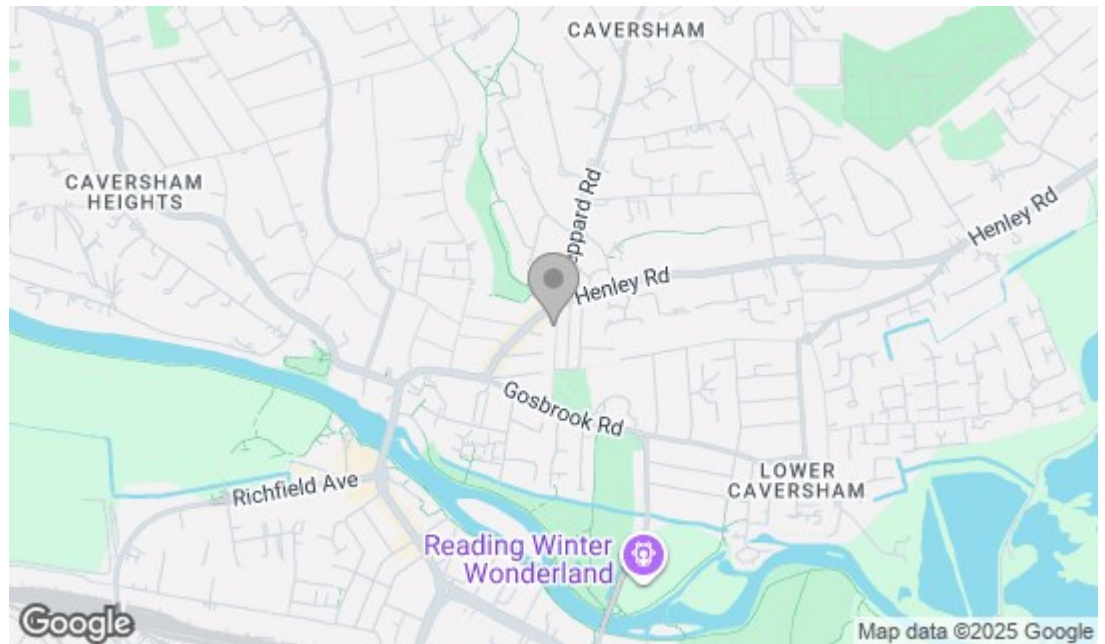 CAVERSHAM
CAVERSHAM
HEIGHTS
eppard Rd
Henley Rd
Henley Rd
Gosbrook Rd
LOWER
CAVERSHAM
Richfield Ave
Reading Winter
Wonderland
Google
Map data ©2025 Google